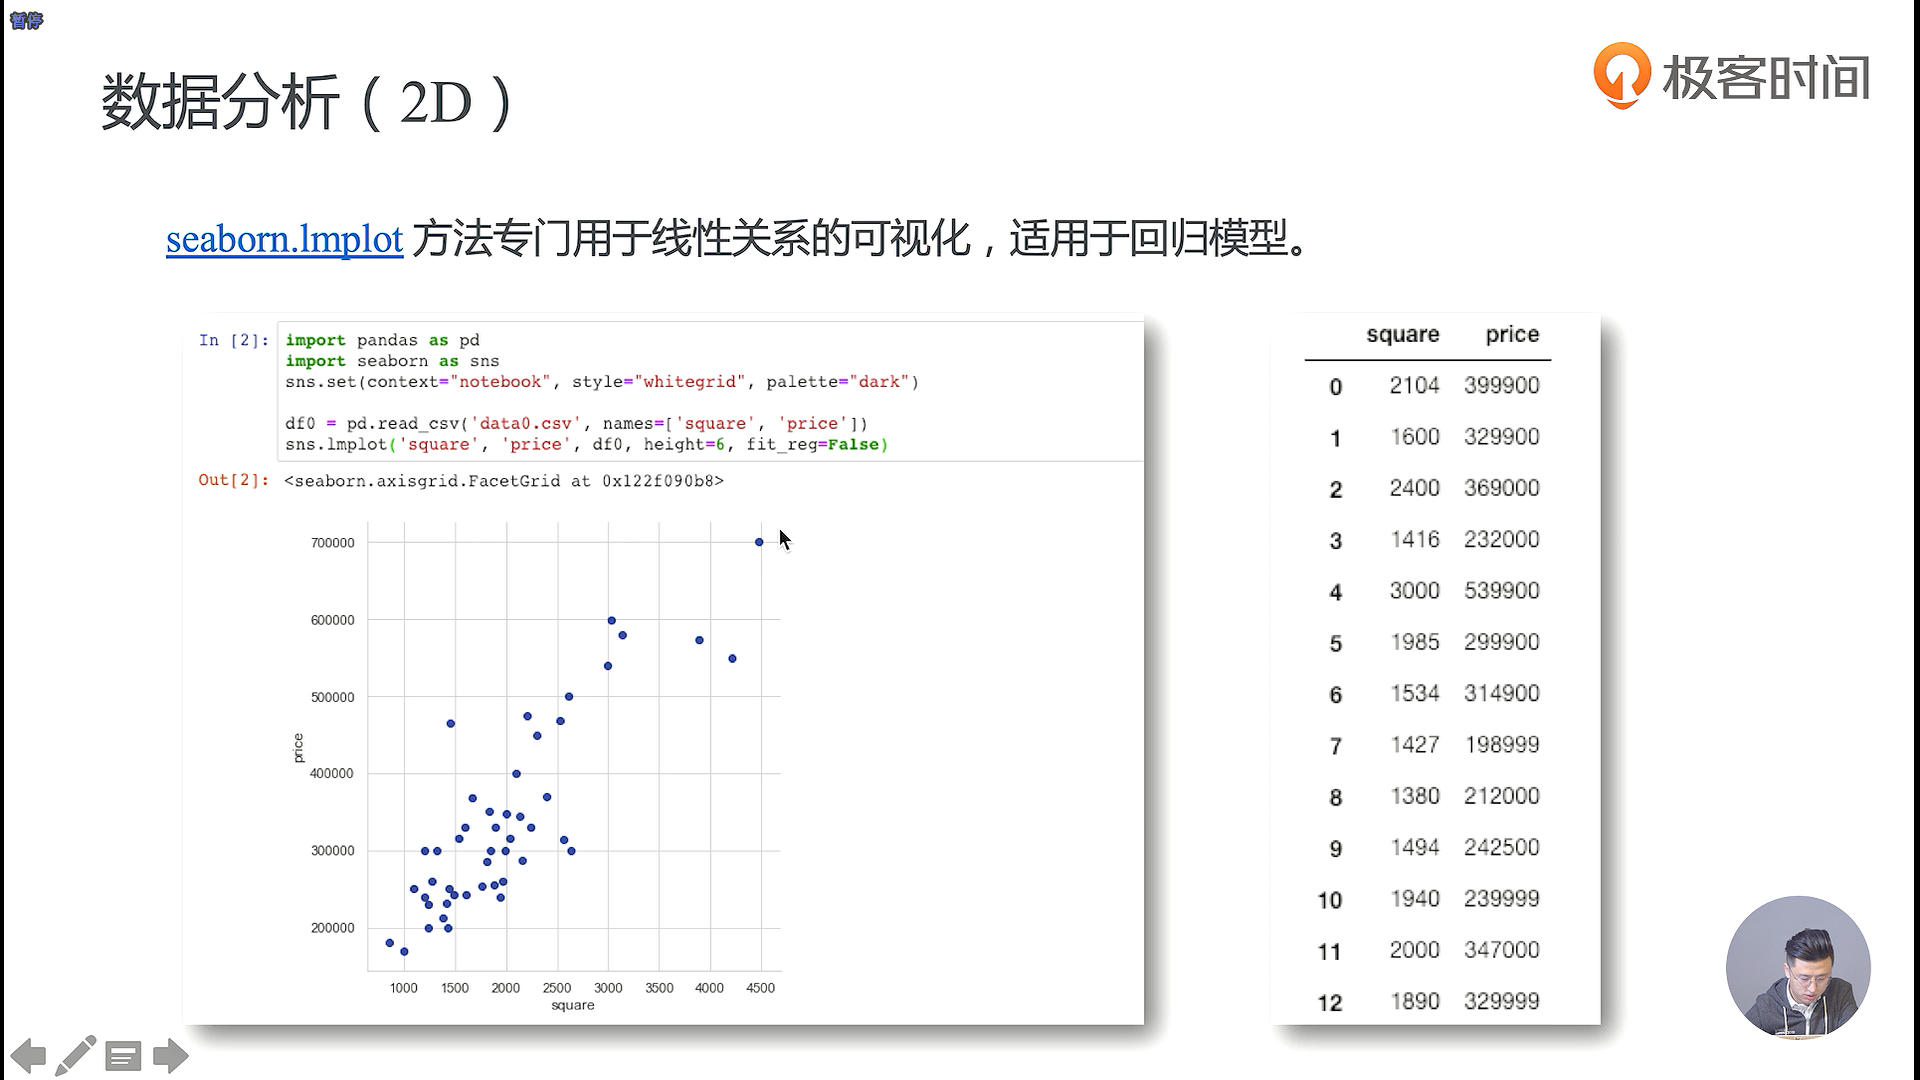 暂停
极客时间
数据分析（2D）
seaborn.lmplot 方法专门用于线性关系的可视化，适用于回归模型。
In [2]: import pandas as pd
import seaborn as sns
sns.set(context="notebook", style="whitegrid", palette="dark")
df0 = pd.read_csv('data0.csv', names=['square', 'price'])
sns.lmplot('square', 'price', df0, height=6, fit_reg=False)
Out[2]: <seaborn.axisgrid.FacetGrid at 0x122f090b8>
700000
600000
500000
400000
300000
200000
price
1000 1500 2000 2500 3000 3500 4000 4500
square
square price
0 2104 399900
1 1600 329900
2 2400 369000
3 1416 232000
4 3000 539900
5 1985 299900
6 1534 314900
7 1427 198999
8 1380 212000
9 1494 242500
10 1940 239999
11 2000 347000
12 1890 329999